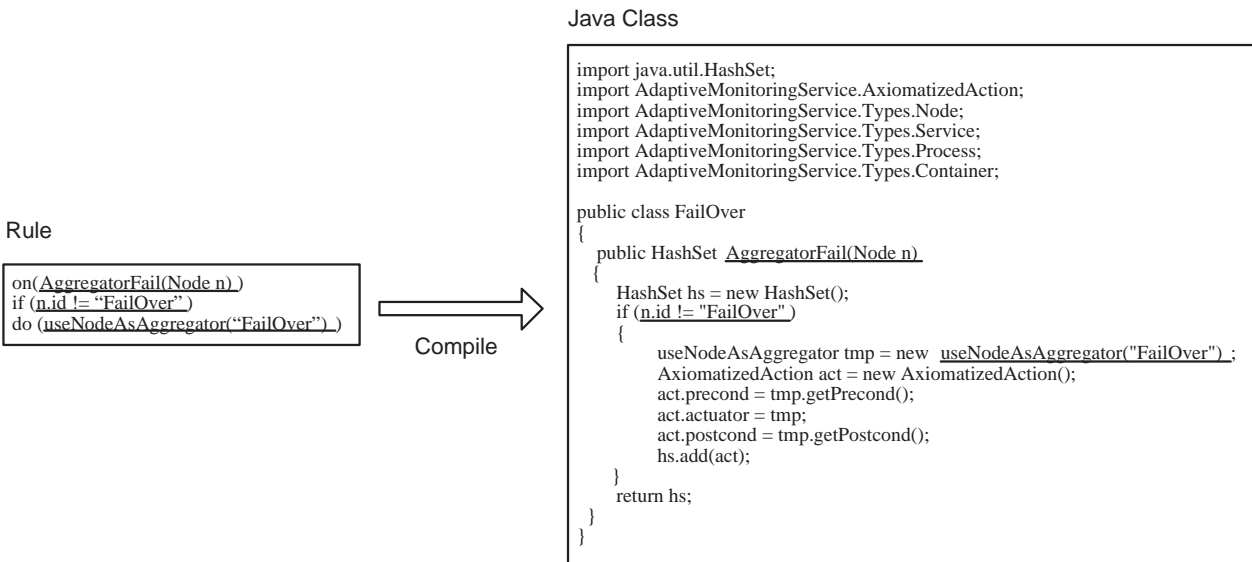 Rule
on(AggregatorFail(Node n) )
if (n.id != “FailOver” )
do (useNodeAsAggregator(“FailOver”) )
Compile
Java Class
import java.util.HashSet;
import AdaptiveMonitoringService.AxiomatizedAction;
import AdaptiveMonitoringService.Types.Node;
import AdaptiveMonitoringService.Types.Service;
import AdaptiveMonitoringService.Types.Process;
import AdaptiveMonitoringService.Types.Container;
public class FailOver
{
public HashSet AggregatorFail(Node n)
{
HashSet hs = new HashSet();
if (n.id != "FailOver" )
{
useNodeAsAggregator tmp = new useNodeAsAggregator("FailOver") ;
AxiomatizedAction act = new AxiomatizedAction();
act.precond = tmp.getPrecond();
act.actuator = tmp;
act.postcond = tmp.getPostcond();
hs.add(act);
}
return hs;
}
}